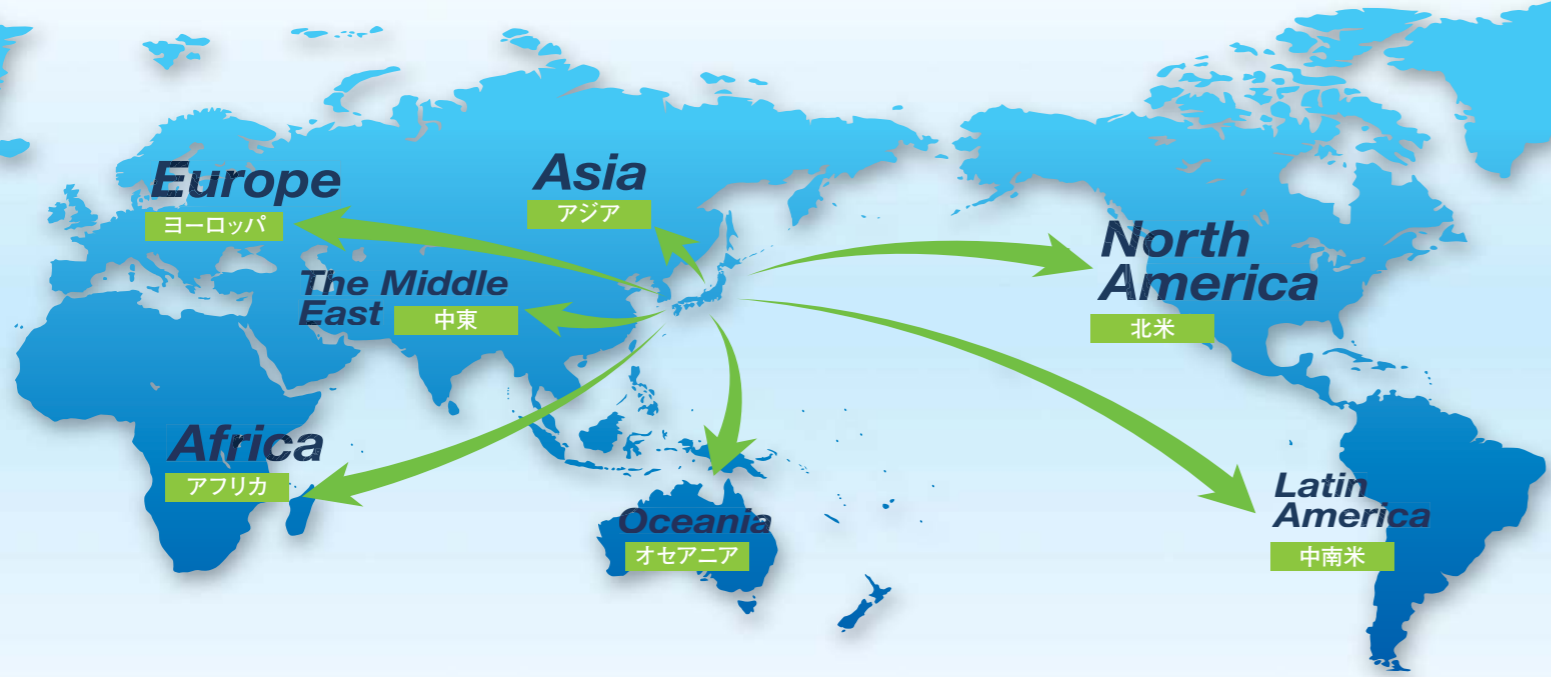 Europe
ヨーロッパ
Asia
アジア
The Middle
East 中東
North
America
北米
Africa
アフリカ
Oceania
オセアニア
Latin
America
中南米